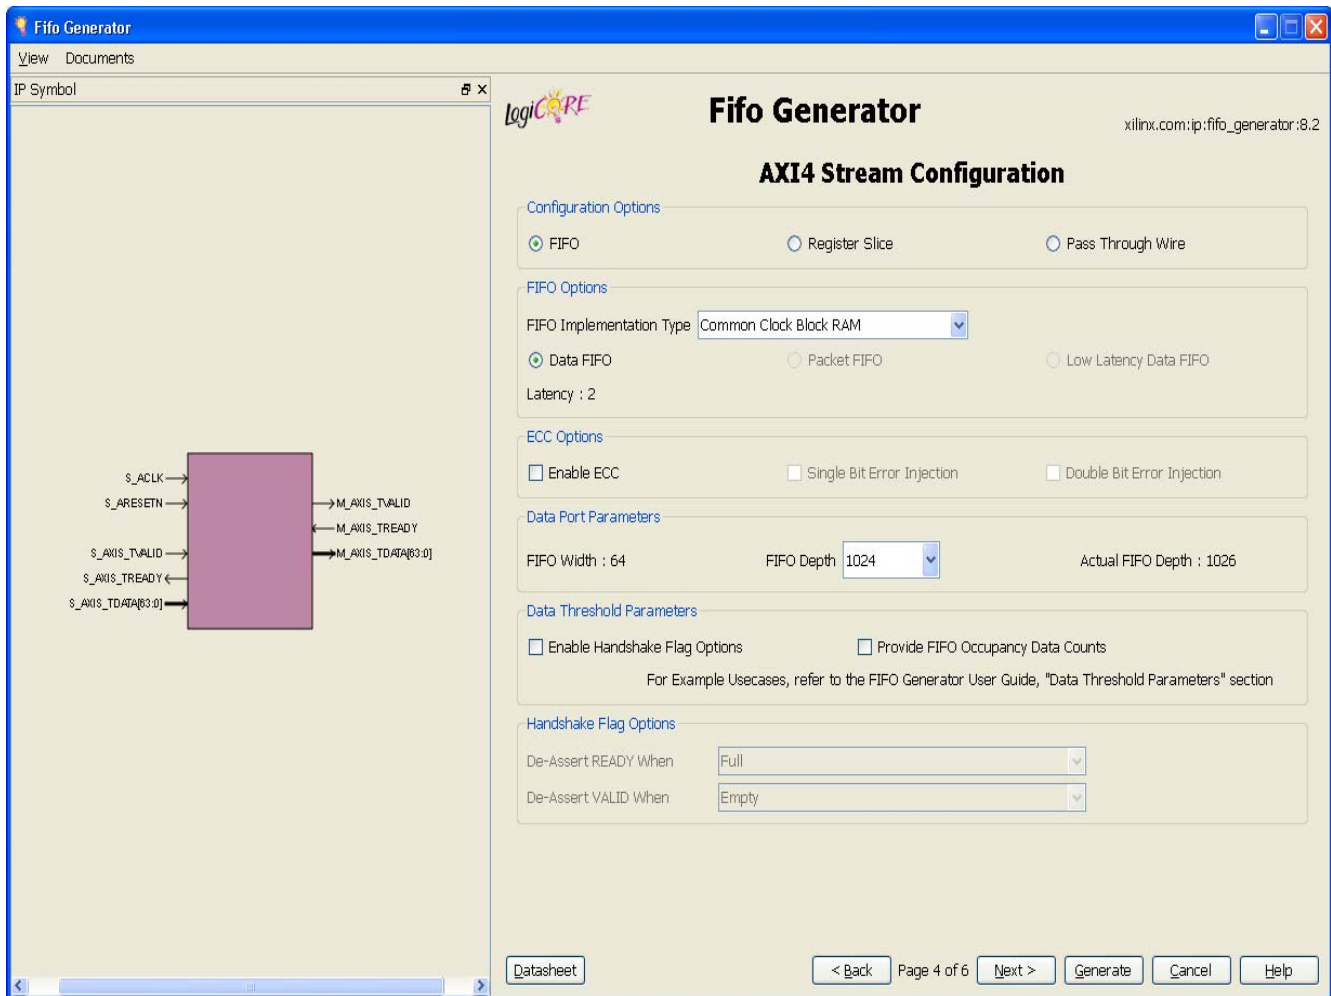 Fifo Generator
View Documents
IP Symbol
S_ACLK
S_ARESETN
S_AXIS_TVALID
S_AXIS_TREADY
S_AXIS_TDATA[63:0]
M_AXIS_TVALID
M_AXIS_TREADY
M_AXIS_TDATA[63:0]
LogiCORE
Fifo Generator
xilinx.com:ip:fifo_generator:8.2
AXI4 Stream Configuration
Configuration Options
FIFO Register Slice Pass Through Wire
FIFO Options
FIFO Implementation Type Common Clock Block RAM
Data FIFO Packet FIFO Low Latency Data FIFO
Latency : 2
ECC Options
Enable ECC Single Bit Error Injection Double Bit Error Injection
Data Port Parameters
FIFO Width : 64 FIFO Depth 1024 Actual FIFO Depth : 1026
Data Threshold Parameters
Enable Handshake Flag Options Provide FIFO Occupancy Data Counts
For Example Usecases, refer to the FIFO Generator User Guide, "Data Threshold Parameters" section
Handshake Flag Options
De-Assert READY When Full
De-Assert VALID When Empty
Datasheet < Back Page 4 of 6 Next > Generate Cancel Help